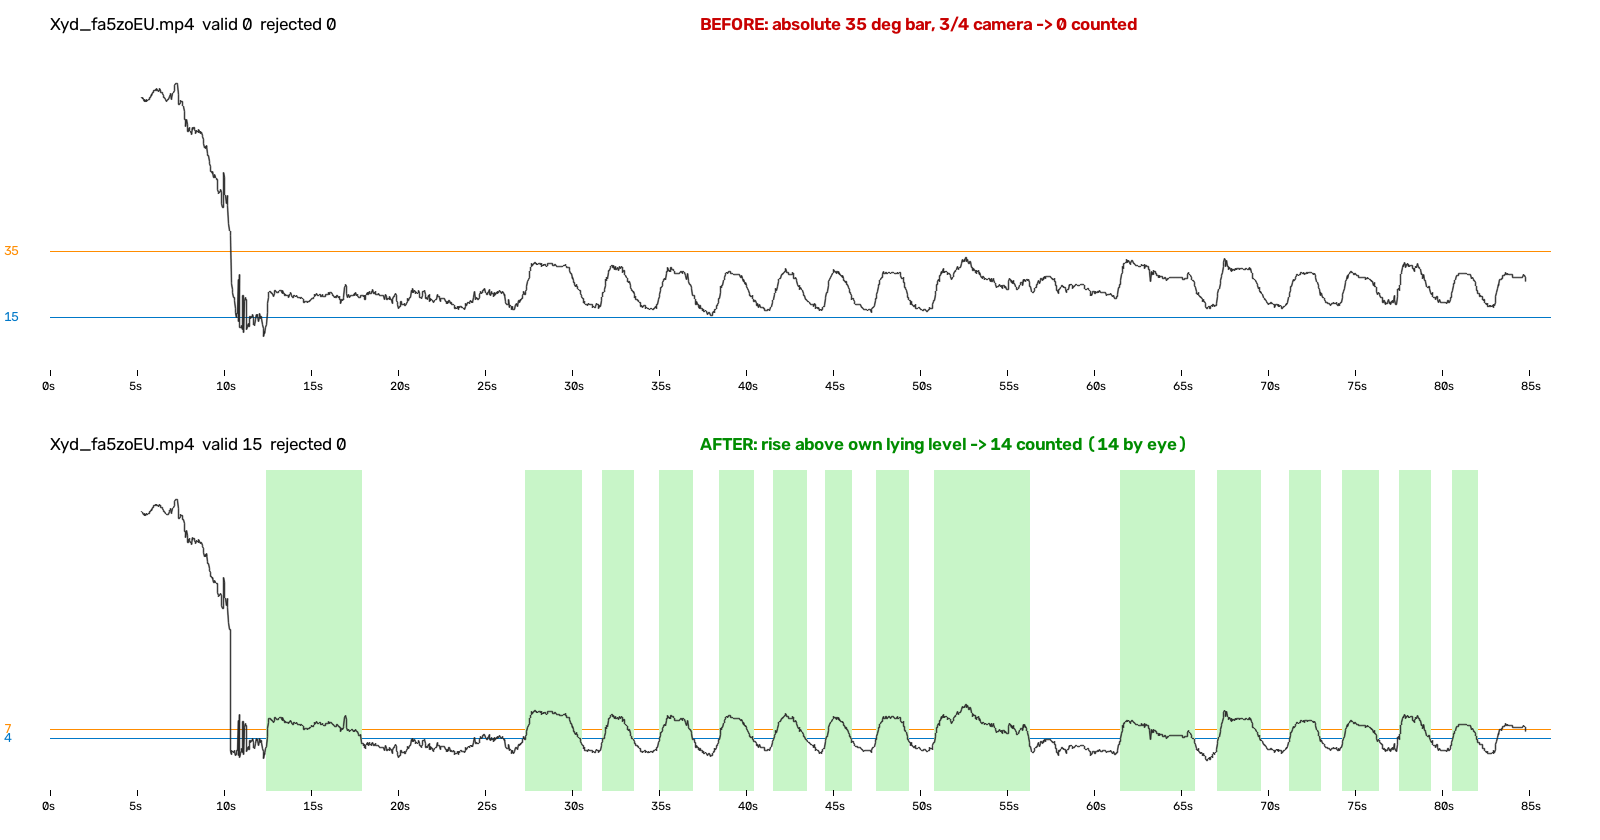 Xyd_fa5zoEU.mp4 valid 0 rejected 0
BEFORE: absolute 35 deg bar, 3/4 camera -> 0 counted
35
15
0s 5s 10s 15s 20s 25s 30s 35s 40s 45s 50s 55s 60s 65s 70s 75s 80s 85s
Xyd_fa5zoEU.mp4 valid 15 rejected 0
AFTER: rise above own lying level -> 14 counted (14 by eye)
7
4
0s 5s 10s 15s 20s 25s 30s 35s 40s 45s 50s 55s 60s 65s 70s 75s 80s 85s